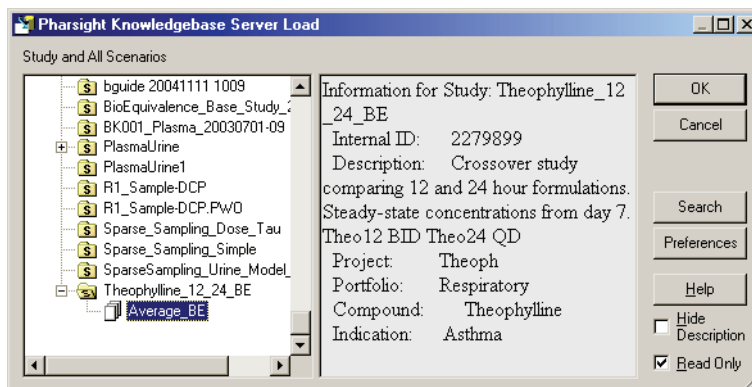 Pharsight Knowledgebase Server Load
Study and All Scenarios
bguide 20041111 1009
BioEquivalence_Base_Study_2
BK001_Plasma_20030701-09
PlasmaUrine
PlasmaUrine1
R1_Sample-DCP
R1_Sample-DCP.PWO
Sparse_Sampling_Dose_Tau
Sparse_Sampling_Simple
SparseSampling_Urine_Model_
Theophylline_12_24_BE
Average_BE
Information for Study: Theophylline_12
_24_BE
Internal ID: 2279899
Description: Crossover study
comparing 12 and 24 hour formulations.
Steady-state concentrations from day 7.
Theo12 BID Theo24 QD
Project: Theoph
Portfolio: Respiratory
Compound: Theophylline
Indication: Asthma
OK
Cancel
Search
Preferences
Help
Hide
Description
Read Only